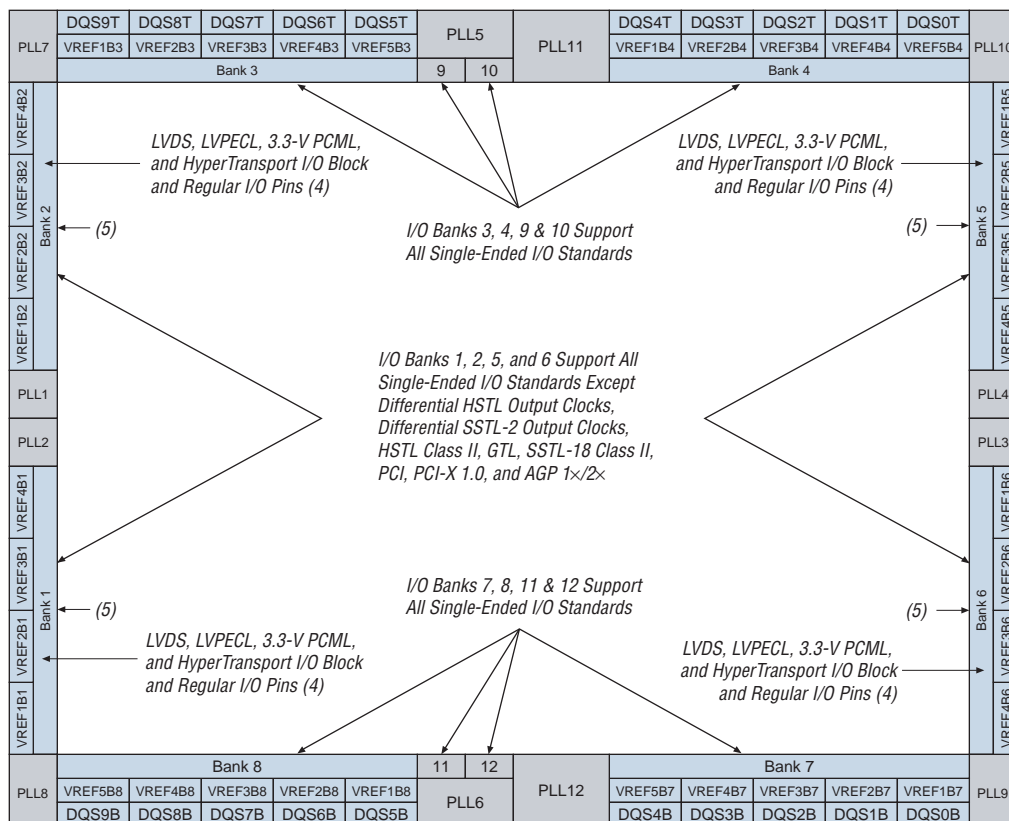 PLL7
DQS9T DQS8T DQS7T DQS6T DQS5T
VREF1B3 VREF2B3 VREF3B3 VREF4B3 VREF5B3
Bank 3
PLL5
9 10
PLL11
DQS4T DQS3T DQS2T DQS1T DQS0T
VREF1B4 VREF2B4 VREF3B4 VREF4B4 VREF5B4
Bank 4
PLL10
VREF4B2
VREF3B2
VREF2B2
VREF1B2
Bank 2
LVDS, LVPECL, 3.3-V PCML,
and HyperTransport I/O Block
and Regular I/O Pins (4)
(5)
I/O Banks 3, 4, 9 & 10 Support
All Single-Ended I/O Standards
LVDS, LVPECL, 3.3-V PCML,
and HyperTransport I/O Block
and Regular I/O Pins (4)
(5)
Bank 5
VREF1B5
VREF2B5
VREF3B5
VREF4B5
PLL1
PLL2
I/O Banks 1, 2, 5, and 6 Support All
Single-Ended I/O Standards Except
Differential HSTL Output Clocks,
Differential SSTL-2 Output Clocks,
HSTL Class II, GTL, SSTL-18 Class II,
PCI, PCI-X 1.0, and AGP 1×/2×
PLL4
PLL3
VREF4B1
VREF3B1
VREF2B1
VREF1B1
Bank 1
(5)
LVDS, LVPECL, 3.3-V PCML,
and HyperTransport I/O Block
and Regular I/O Pins (4)
I/O Banks 7, 8, 11 & 12 Support
All Single-Ended I/O Standards
(5)
LVDS, LVPECL, 3.3-V PCML,
and HyperTransport I/O Block
and Regular I/O Pins (4)
Bank 6
VREF1B6
VREF2B6
VREF3B6
VREF4B6
PLL8
Bank 8
VREF5B8 VREF4B8 VREF3B8 VREF2B8 VREF1B8
DQS9B DQS8B DQS7B DQS6B DQS5B
11 12
PLL6
PLL12
Bank 7
VREF5B7 VREF4B7 VREF3B7 VREF2B7 VREF1B7
DQS4B DQS3B DQS2B DQS1B DQS0B
PLL9